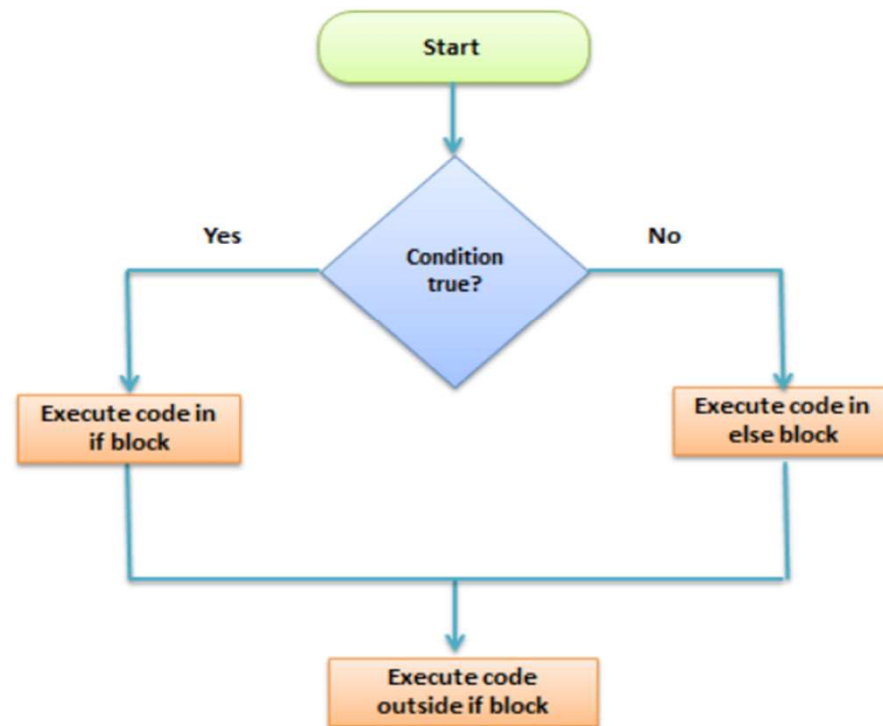 Start
Yes
No
Condition
true?
Execute code in
if block
Execute code in
else block
Execute code
outside if block